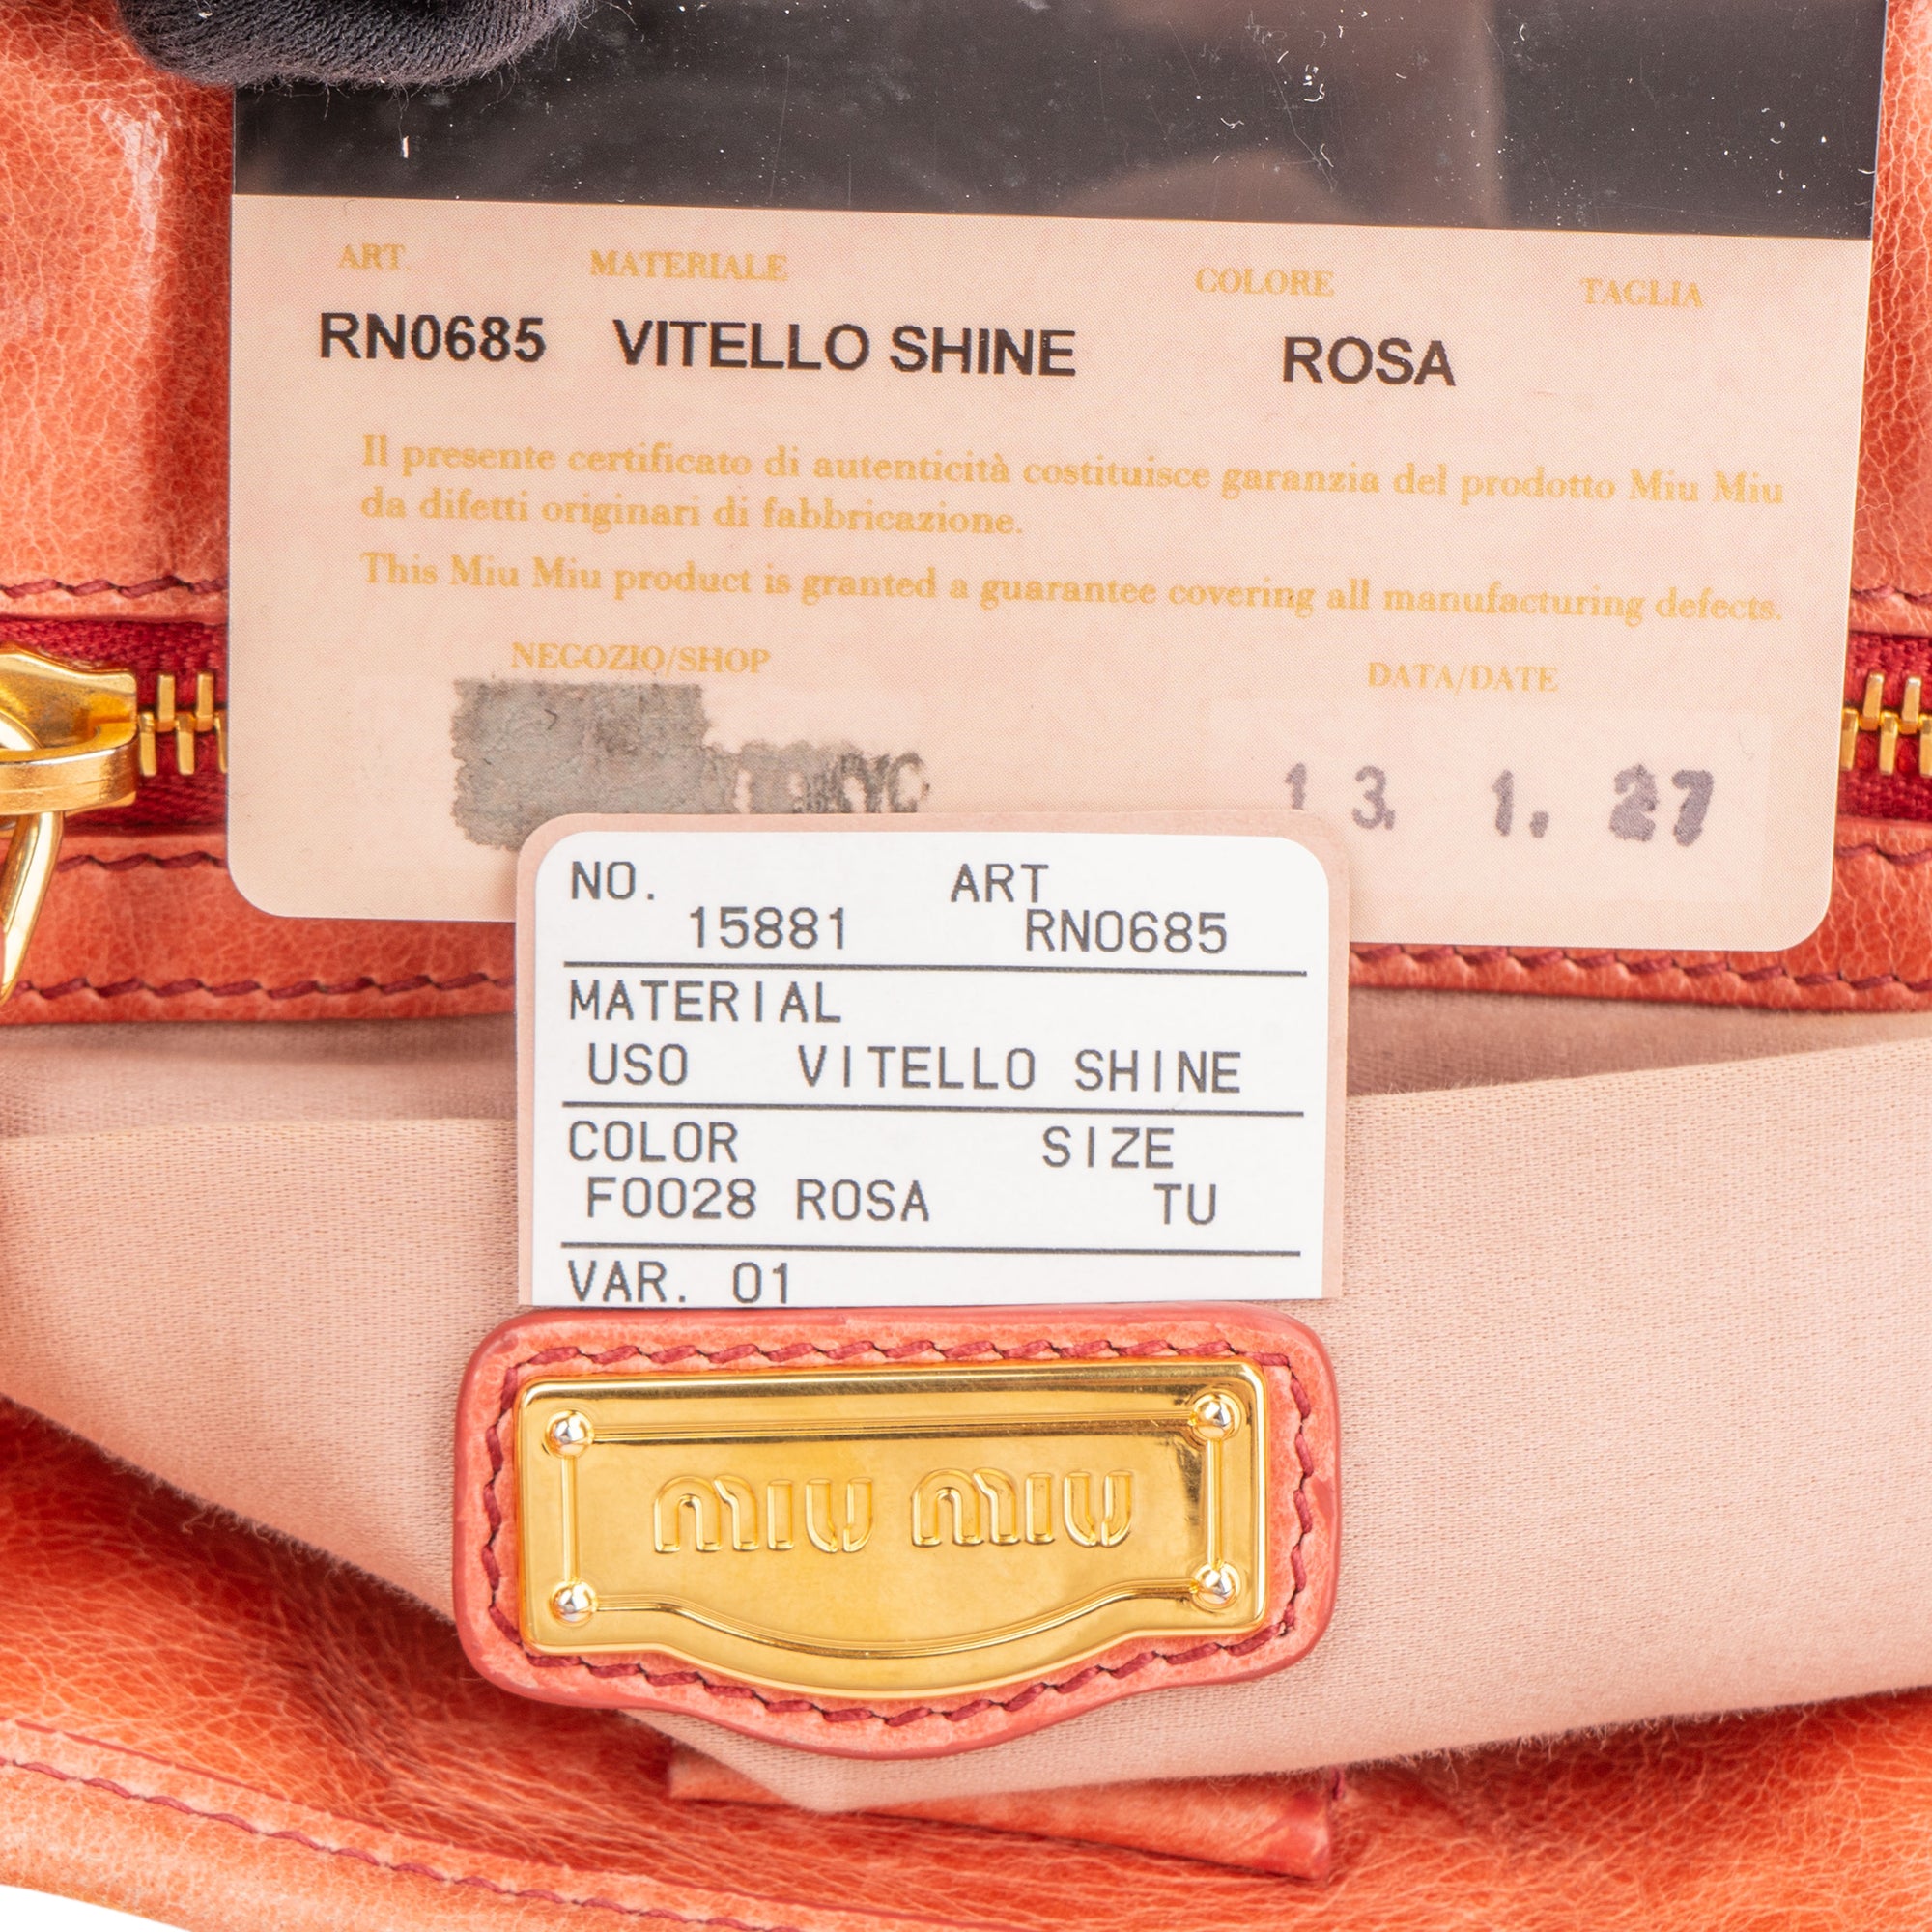 ART. MATERIALE COLORE TAGLIA
RN0685 VITELLO SHINE ROSA
Il presente certificato di autenticità costituisce garanzia del prodotto Miu Miu
da difetti originari di fabbricazione.
This Miu Miu product is granted a guarantee covering all manufacturing defects.
NEGOZIO/SHOP DATA/DATE
13. 1. 27
NO. ART
15881 RN0685
MATERIAL
USO VITELLO SHINE
COLOR SIZE
F0028 ROSA TU
VAR. 01
MIU MIU